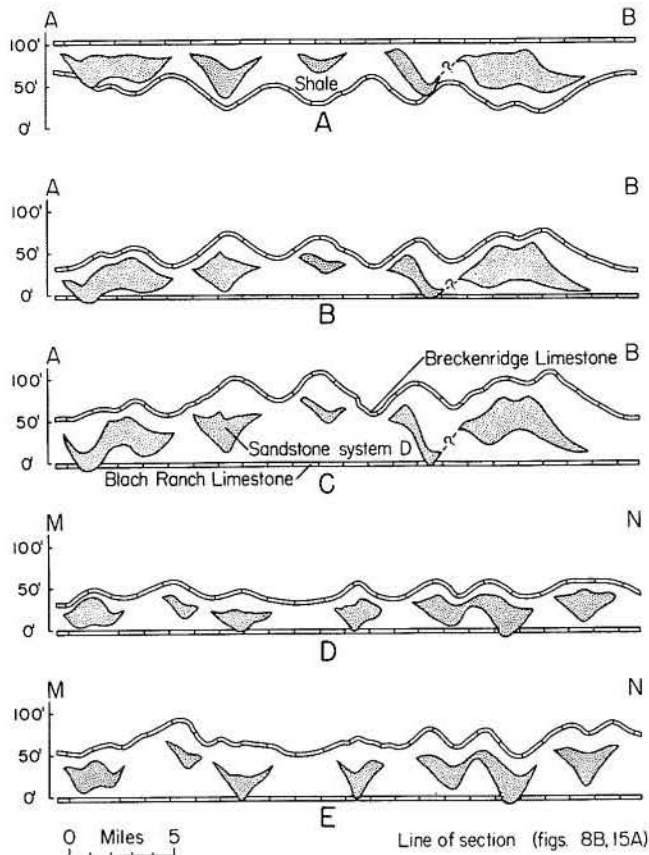 A B
100'
50'
0'
Shale
A
A B
100'
50'
0'
?
B
A B
Breckenridge Limestone
100'
50'
Sandstone system D
0'
?
Blach Ranch Limestone
C
M N
100'
50'
0'
D
M N
100'
50'
0'
E
0 Miles 5
Line of section (figs. 8B, 15A)